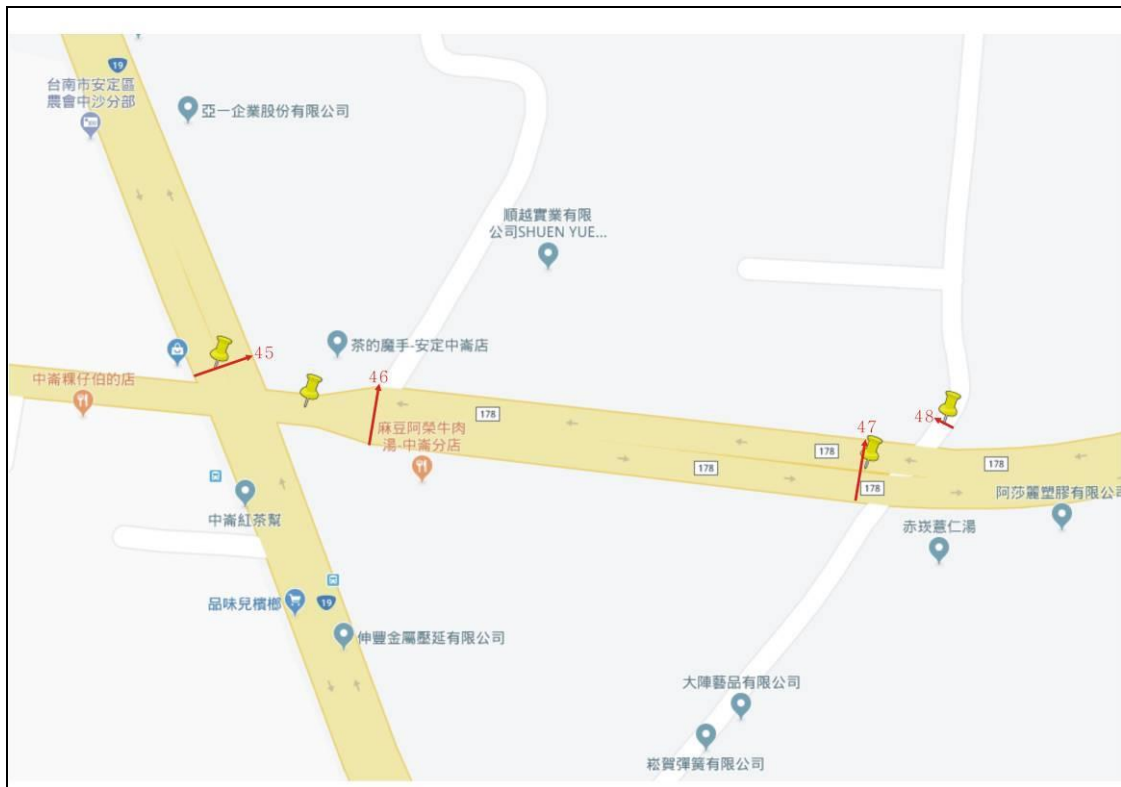 19
台南市安定區
農會中沙分部
亞一企業股份有限公司
順越實業有限
公司SHUEN YUE...
45
茶的魔手-安定中崙店
46
中崙粿仔伯的店
178
麻豆阿榮牛肉
湯-中崙分店
47
48
178
178
178
178
阿莎麗塑膠有限公司
中崙紅茶幫
赤崁薏仁湯
品味兒檳榔
19
伸豐金屬壓延有限公司
大陣藝品有限公司
崧賀彈簧有限公司